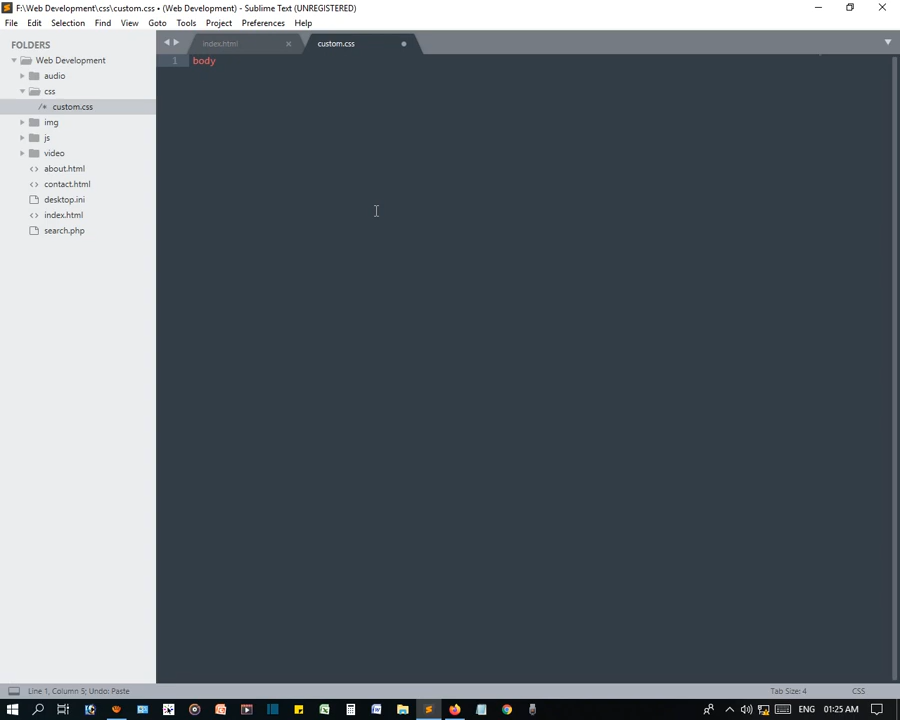 F:\Web Development\css\custom.css • (Web Development) - Sublime Text (UNREGISTERED)
File Edit Selection Find View Goto Tools Project Preferences Help
FOLDERS
Web Development
audio
css
/* custom.css
img
js
video
<> about.html
<> contact.html
desktop.ini
<> index.html
search.php
index.html
custom.css
1 body
Line 1, Column 5; Undo: Paste
Tab Size: 4
CSS
ENG 01:25 AM